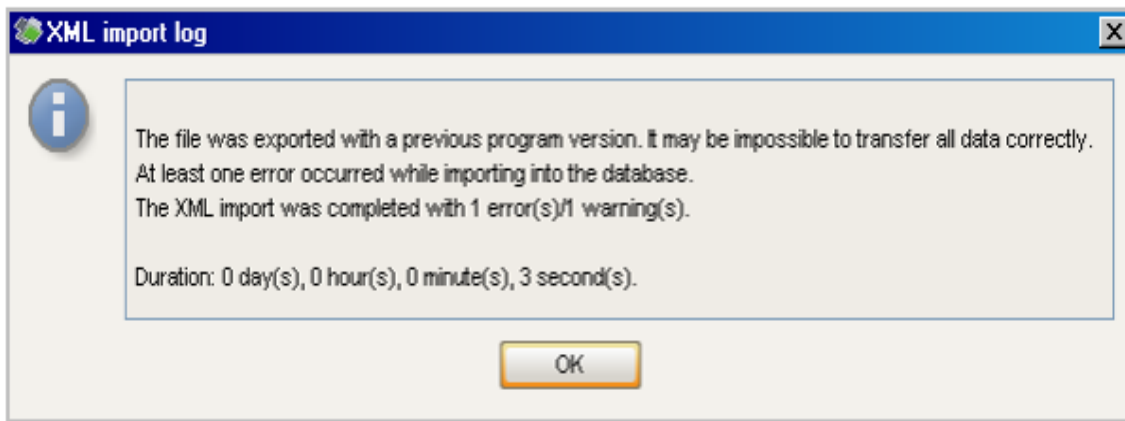 XML import log
The file was exported with a previous program version. It may be impossible to transfer all data correctly.
At least one error occurred while importing into the database.
The XML import was completed with 1 error(s)/1 warning(s).
Duration: 0 day(s), 0 hour(s), 0 minute(s), 3 second(s).
OK